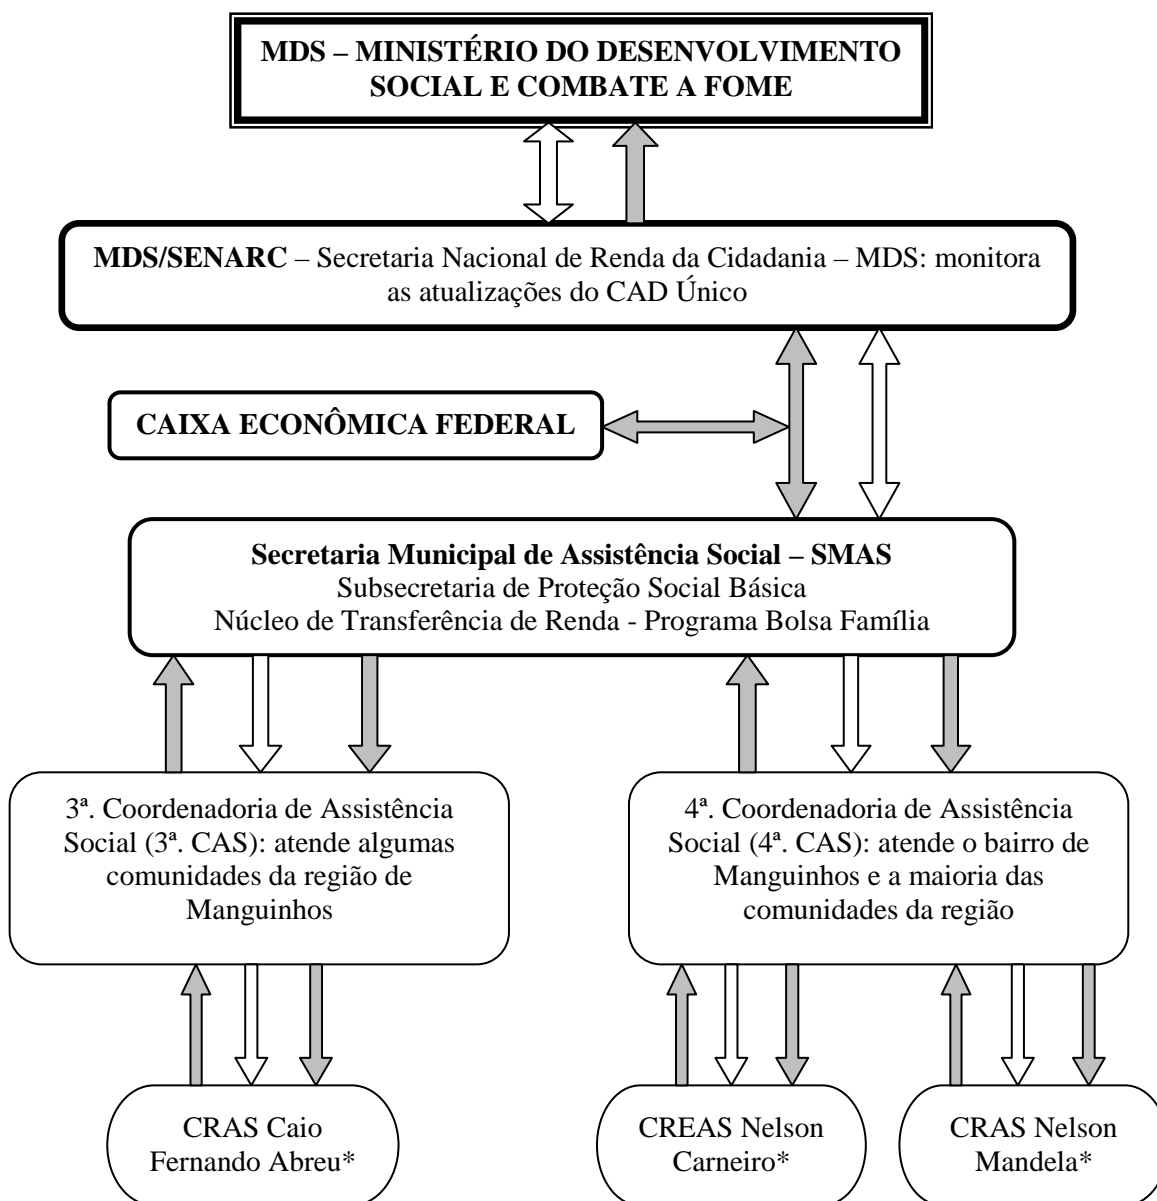 MDS – MINISTÉRIO DO DESENVOLVIMENTO
SOCIAL E COMBATE A FOME
MDS/SENARC – Secretaria Nacional de Renda da Cidadania – MDS: monitora
as atualizações do CAD Único
CAIXA ECONÔMICA FEDERAL
Secretaria Municipal de Assistência Social – SMAS
Subsecretaria de Proteção Social Básica
Núcleo de Transferência de Renda - Programa Bolsa Família
3ª. Coordenadoria de Assistência
Social (3ª. CAS): atende algumas
comunidades da região de
Manguinhos
4ª. Coordenadoria de Assistência
Social (4ª. CAS): atende o bairro de
Manguinhos e a maioria das
comunidades da região
CRAS Caio
Fernando Abreu*
CREAS Nelson
Carneiro*
CRAS Nelson
Mandela*